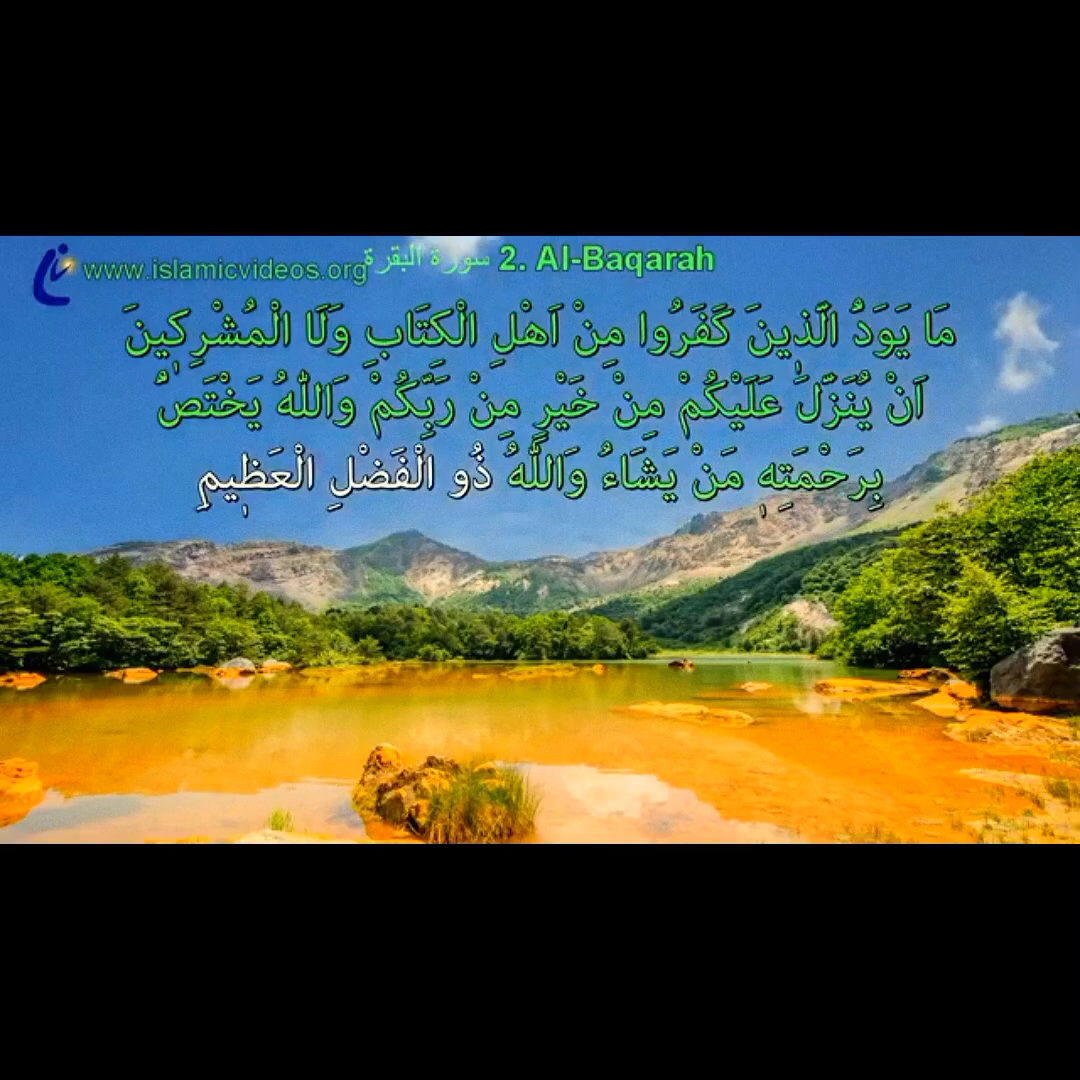 www.islamicvideos.org
سورة البقرة 2. Al-Baqarah
مَا يَوَدُّ الَّذٖينَ كَفَرُوا مِنْ اَهْلِ الْكِتَابِ وَلَا الْمُشْرِكٖينَ
اَنْ يُنَزَّلَ عَلَيْكُمْ مِنْ خَيْرٍ مِنْ رَبِّكُمْ وَاللّٰهُ يَخْتَصُّ
بِرَحْمَتِهٖ مَنْ يَشَاءُ وَاللّٰهُ ذُو الْفَضْلِ الْعَظٖيمِ